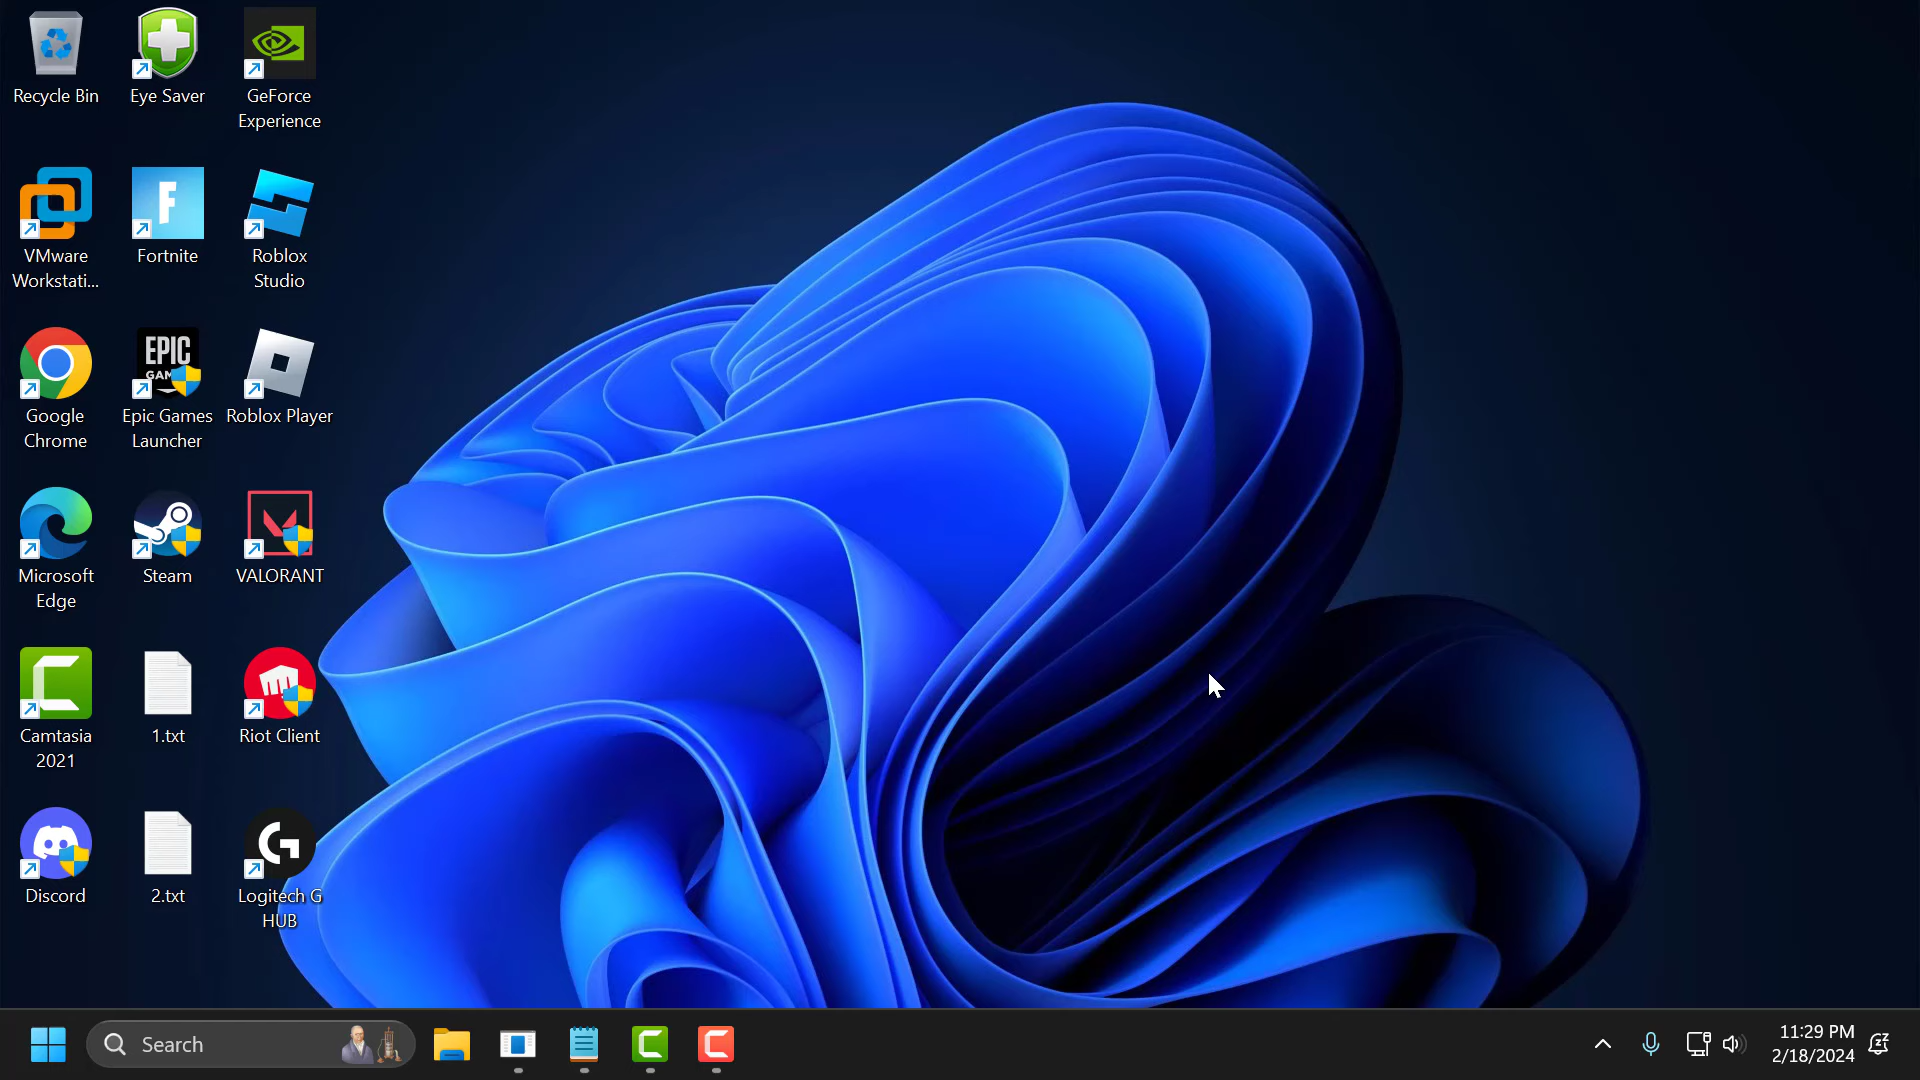 Recycle Bin
Eye Saver
GeForce
Experience
VMware
Workstati...
Fortnite
Roblox
Studio
Google
Chrome
EPIC
GAM
Epic Games
Launcher
Roblox Player
Microsoft
Edge
Steam
VALORANT
Camtasia
2021
1.txt
Riot Client
Discord
2.txt
Logitech G
HUB
Search
11:29 PM
2/18/2024